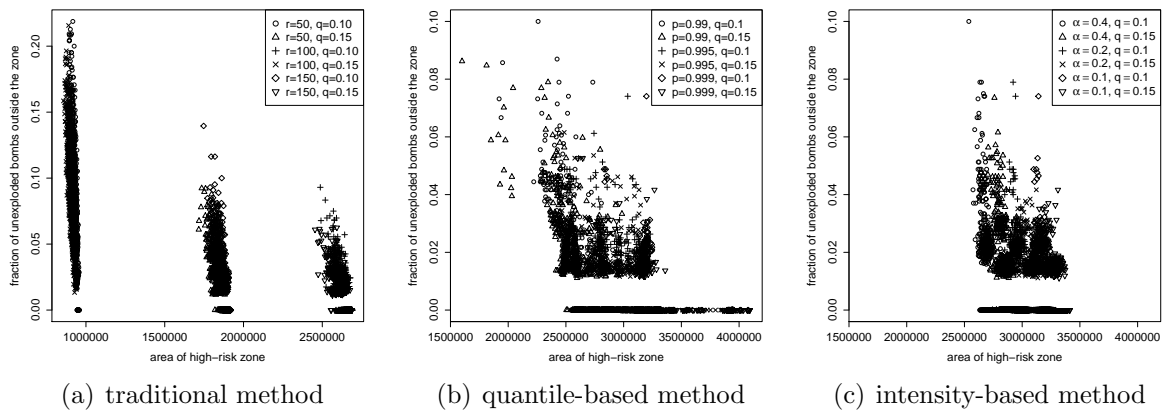 fraction of unexploded bombs outside the zone
0.00 0.05 0.10 0.15 0.20
1000000 1500000 2000000 2500000
area of high−risk zone
r=50, q=0.10
r=50, q=0.15
r=100, q=0.10
r=100, q=0.15
r=150, q=0.10
r=150, q=0.15
(a) traditional method
fraction of unexploded bombs outside the zone
0.00 0.02 0.04 0.06 0.08 0.10
1500000 2000000 2500000 3000000 3500000 4000000
area of high−risk zone
p=0.99, q=0.1
p=0.99, q=0.15
p=0.995, q=0.1
p=0.995, q=0.15
p=0.999, q=0.1
p=0.999, q=0.15
(b) quantile-based method
fraction of unexploded bombs outside the zone
0.00 0.02 0.04 0.06 0.08 0.10
1500000 2000000 2500000 3000000 3500000 4000000
area of high−risk zone
α = 0.4, q = 0.1
α = 0.4, q = 0.15
α = 0.2, q = 0.1
α = 0.2, q = 0.15
α = 0.1, q = 0.1
α = 0.1, q = 0.15
(c) intensity-based method